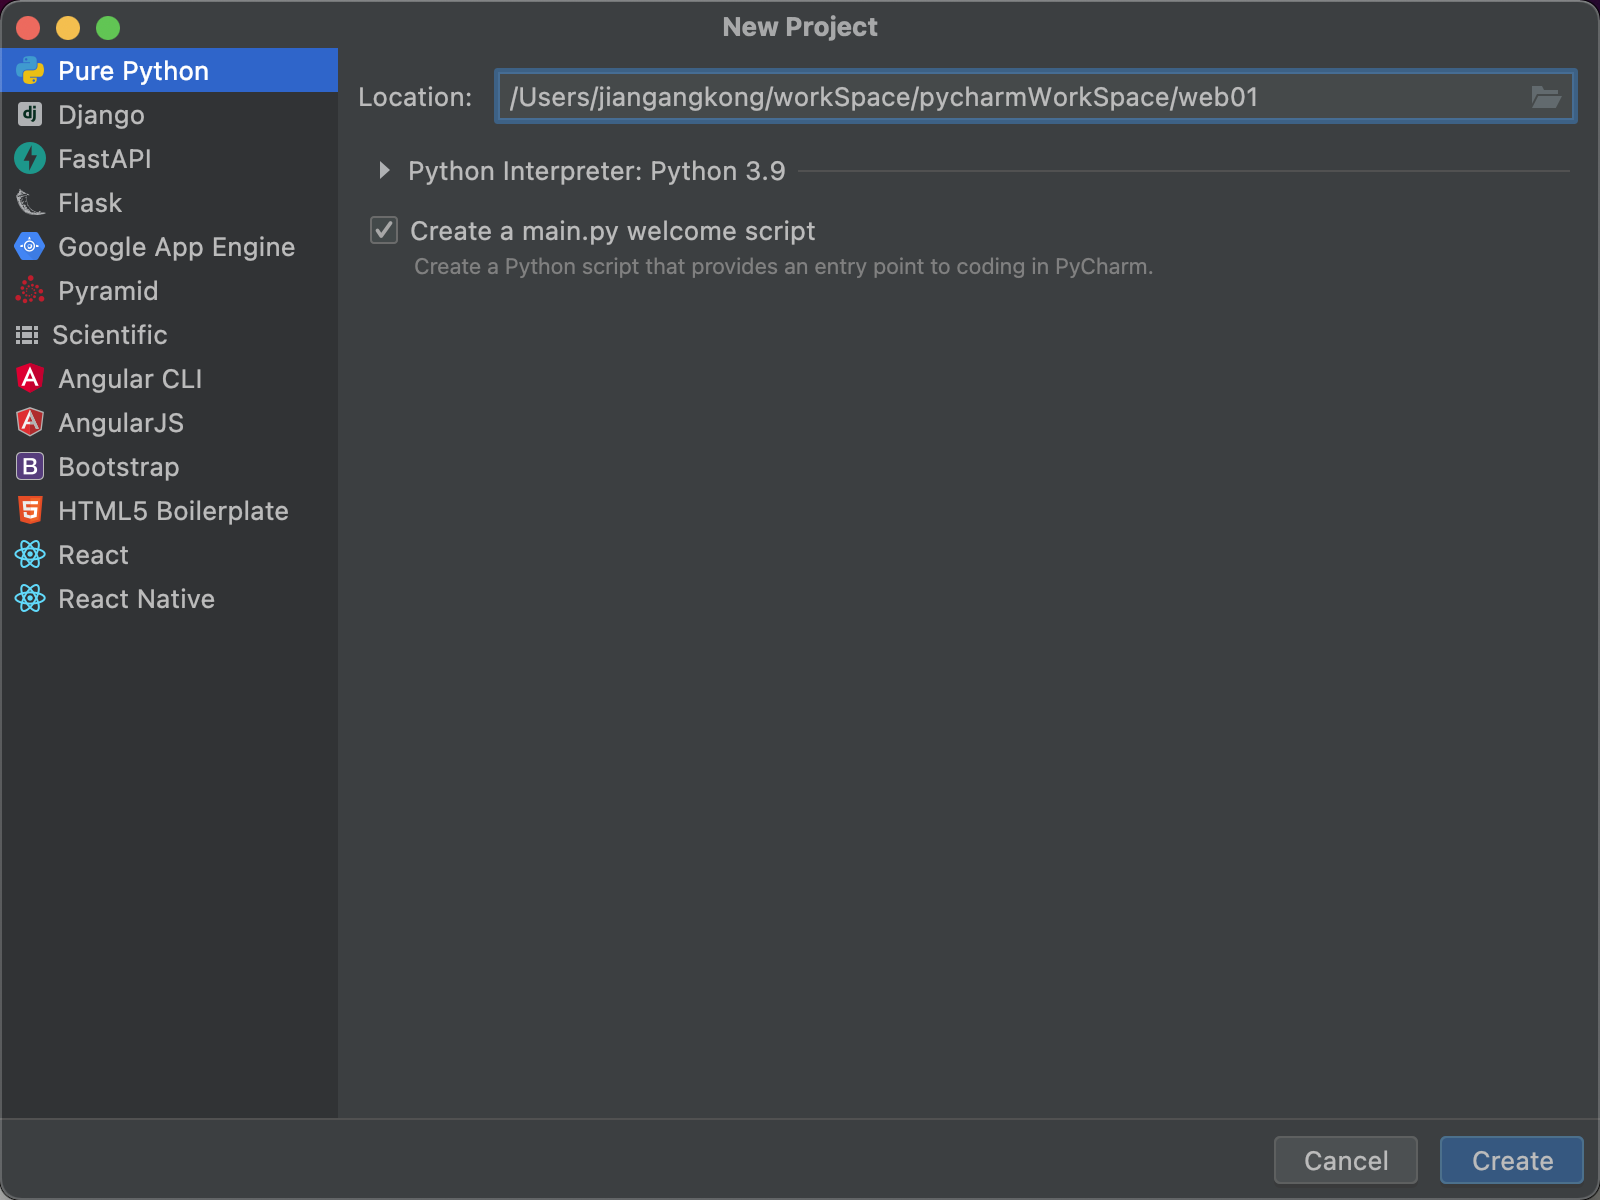 New Project
Pure Python
Django
FastAPI
Flask
Google App Engine
Pyramid
Scientific
Angular CLI
AngularJS
Bootstrap
HTML5 Boilerplate
React
React Native
Location: /Users/jiangangkong/workSpace/pycharmWorkSpace/web01
Python Interpreter: Python 3.9
Create a main.py welcome script
Create a Python script that provides an entry point to coding in PyCharm.
Cancel Create